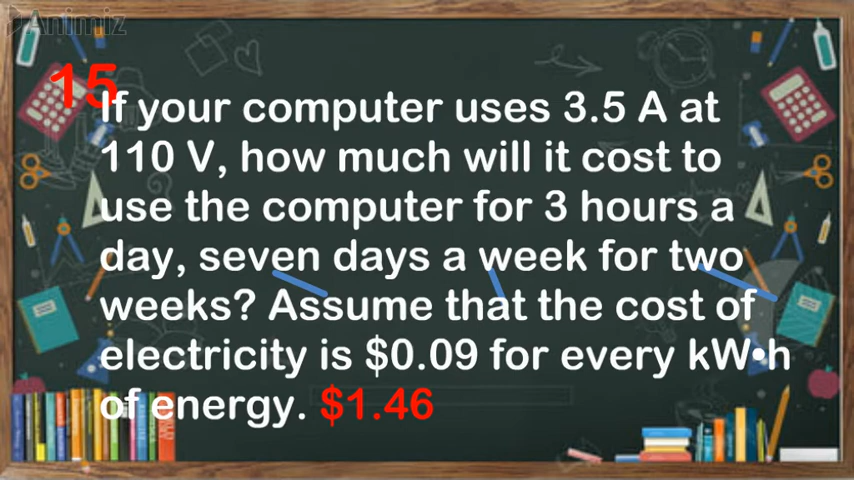 Animiz
15
If your computer uses 3.5 A at
110 V, how much will it cost to
use the computer for 3 hours a
day, seven days a week for two
weeks? Assume that the cost of
electricity is $0.09 for every kW•h
of energy. $1.46